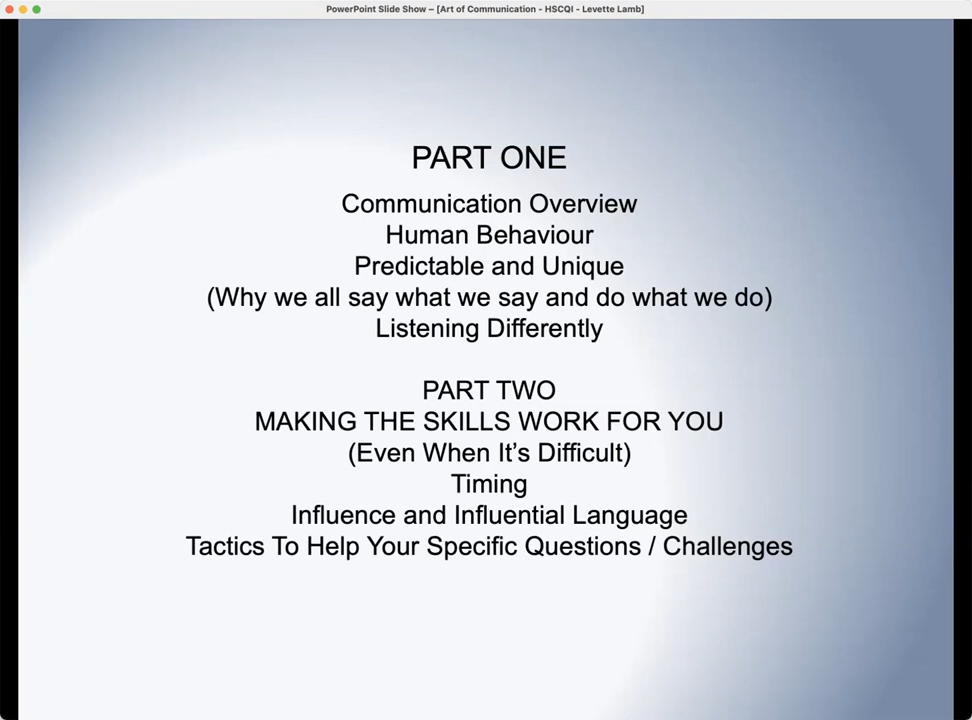 PowerPoint Slide Show – [Art of Communication - HSCQI - Levette Lamb]
PART ONE
Communication Overview
Human Behaviour
Predictable and Unique
(Why we all say what we say and do what we do)
Listening Differently
PART TWO
MAKING THE SKILLS WORK FOR YOU
(Even When It’s Difficult)
Timing
Influence and Influential Language
Tactics To Help Your Specific Questions / Challenges